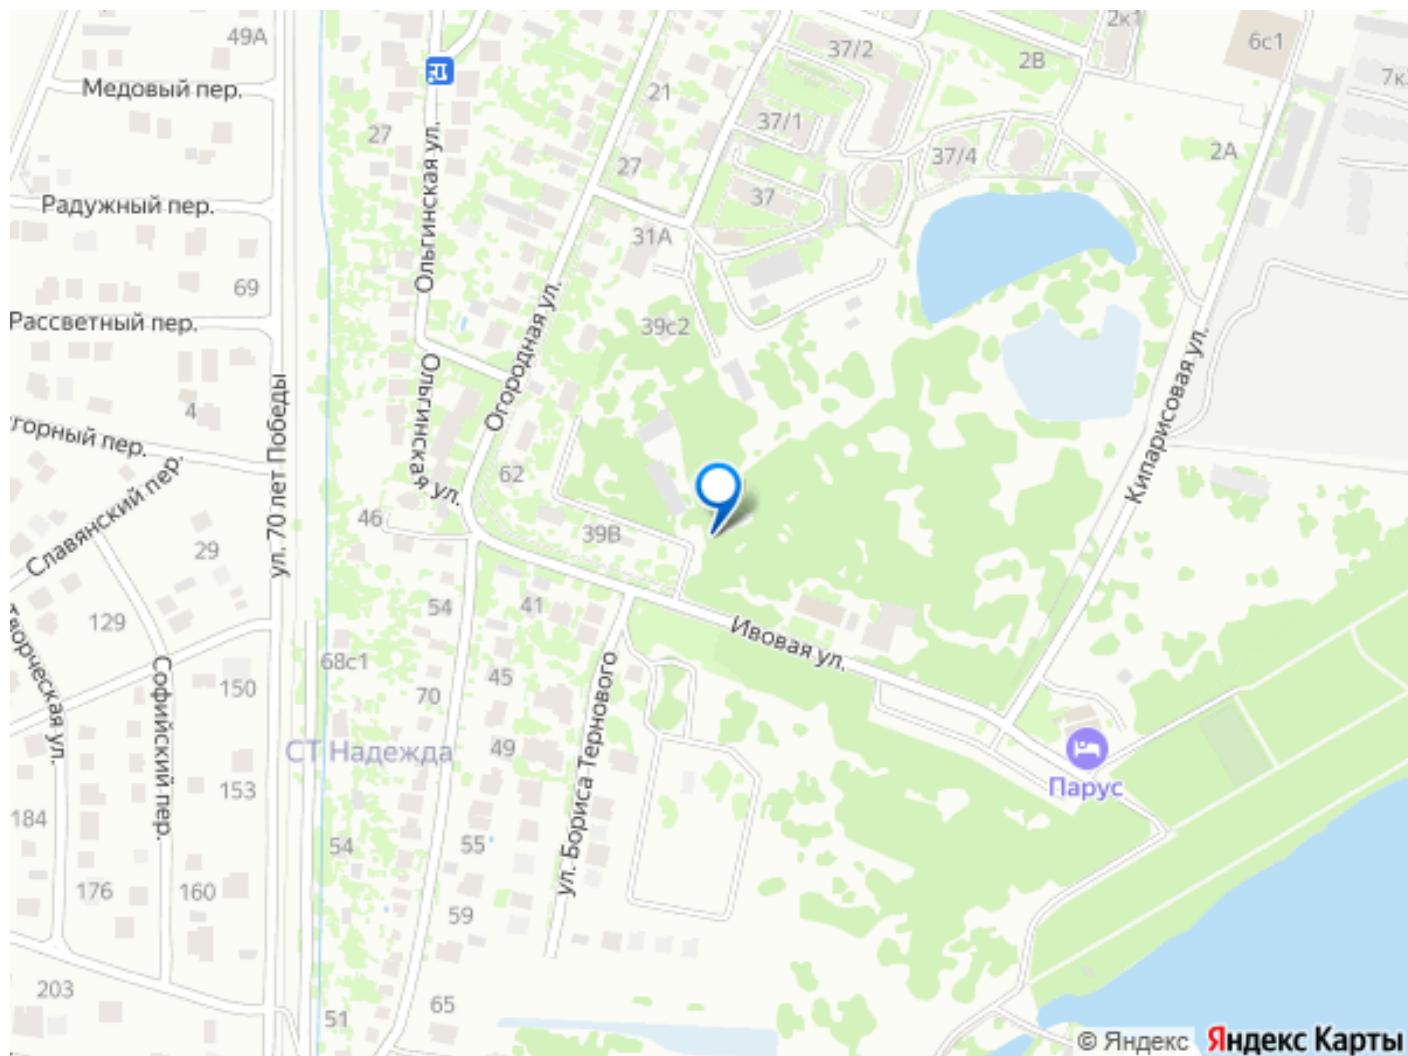 49А
2к1
37/2
6с1
2В
7к
Медовый пер.
21
37/1
27
Ольгинская ул.
37/4
2А
27
Радужный пер.
37
31А
69
Рассветный пер.
Огородная ул.
39с2
Кипарисовая ул.
4
ул. 70 лет Победы
Ольгинская ул.
горный пер.
Славянский пер.
62
46
39В
29
54
41
129
Ивовая ул.
Творческая ул.
Софийский пер.
68с1
45
150
70
ул. Бориса Тернового
49
СТ Надежда
Парус
153
184
54
55
176
160
59
203
65
51
© Яндекс
Яндекс Карты